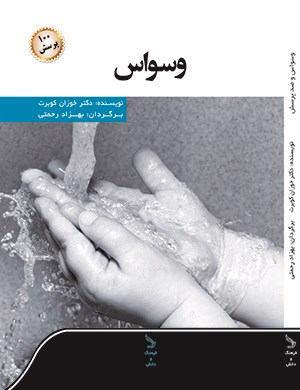 ۱۰۰
پرسش
وسواس
نویسنده: دکتر خوزان کوبرت
برگردان: بهزاد رحمتی
فرهنگ
و
دانش
وسواس و صد پرسش
نویسنده: دکتر خوزان کوبرت
برگردان: بهزاد رحمتی
فرهنگ
و
دانش